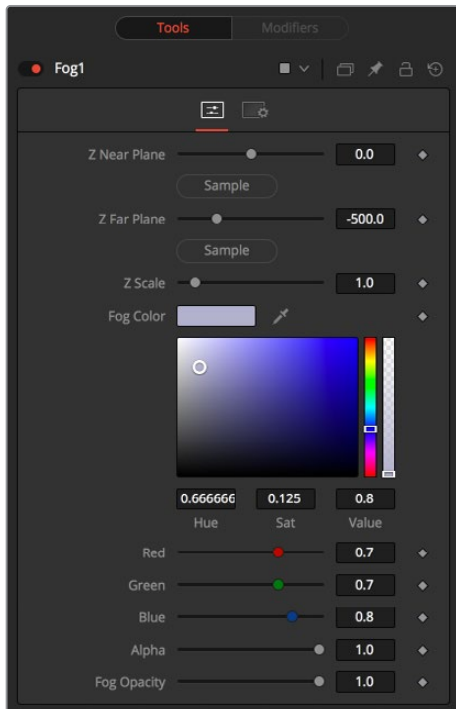 Tools Modifiers
Fog1
Z Near Plane 0.0
Sample
Z Far Plane -500.0
Sample
Z Scale 1.0
Fog Color
0.666666 0.125 0.8
Hue Sat Value
Red 0.7
Green 0.7
Blue 0.8
Alpha 1.0
Fog Opacity 1.0